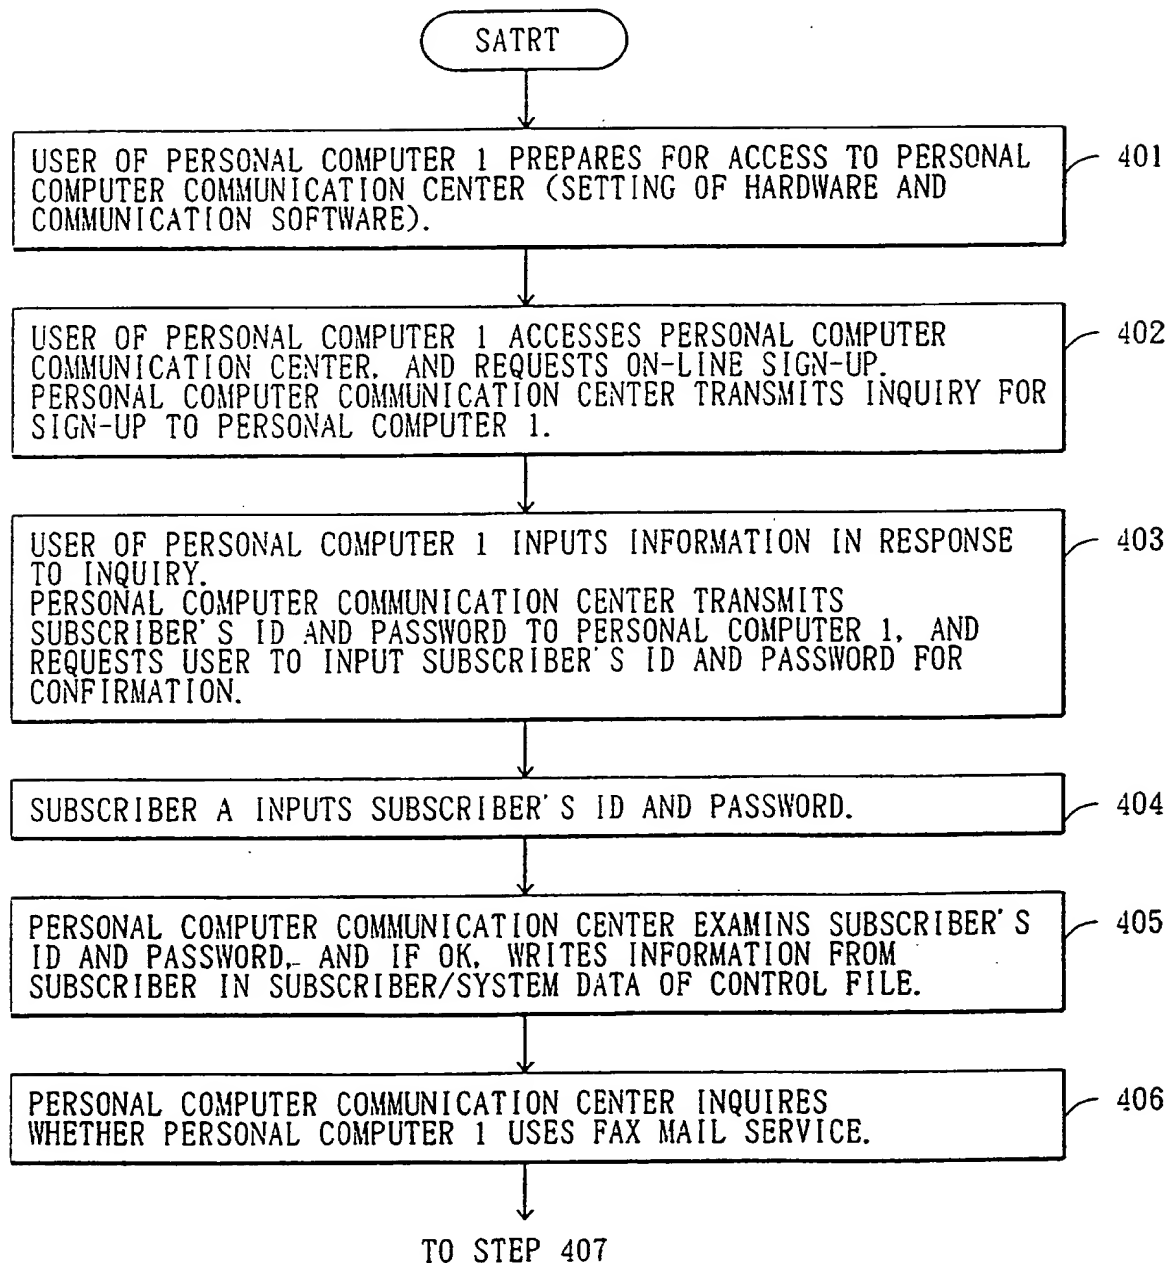 SATRT
USER OF PERSONAL COMPUTER 1 PREPARES FOR ACCESS TO PERSONAL
COMPUTER COMMUNICATION CENTER (SETTING OF HARDWARE AND
COMMUNICATION SOFTWARE).
401
USER OF PERSONAL COMPUTER 1 ACCESSES PERSONAL COMPUTER
COMMUNICATION CENTER. AND REQUESTS ON-LINE SIGN-UP.
PERSONAL COMPUTER COMMUNICATION CENTER TRANSMITS INQUIRY FOR
SIGN-UP TO PERSONAL COMPUTER 1.
402
USER OF PERSONAL COMPUTER 1 INPUTS INFORMATION IN RESPONSE
TO INQUIRY.
PERSONAL COMPUTER COMMUNICATION CENTER TRANSMITS
SUBSCRIBER'S ID AND PASSWORD TO PERSONAL COMPUTER 1, AND
REQUESTS USER TO INPUT SUBSCRIBER'S ID AND PASSWORD FOR
CONFIRMATION.
403
SUBSCRIBER A INPUTS SUBSCRIBER'S ID AND PASSWORD.
404
PERSONAL COMPUTER COMMUNICATION CENTER EXAMINS SUBSCRIBER'S
ID AND PASSWORD, AND IF OK, WRITES INFORMATION FROM
SUBSCRIBER IN SUBSCRIBER/SYSTEM DATA OF CONTROL FILE.
405
PERSONAL COMPUTER COMMUNICATION CENTER INQUIRES
WHETHER PERSONAL COMPUTER 1 USES FAX MAIL SERVICE.
406
TO STEP 407